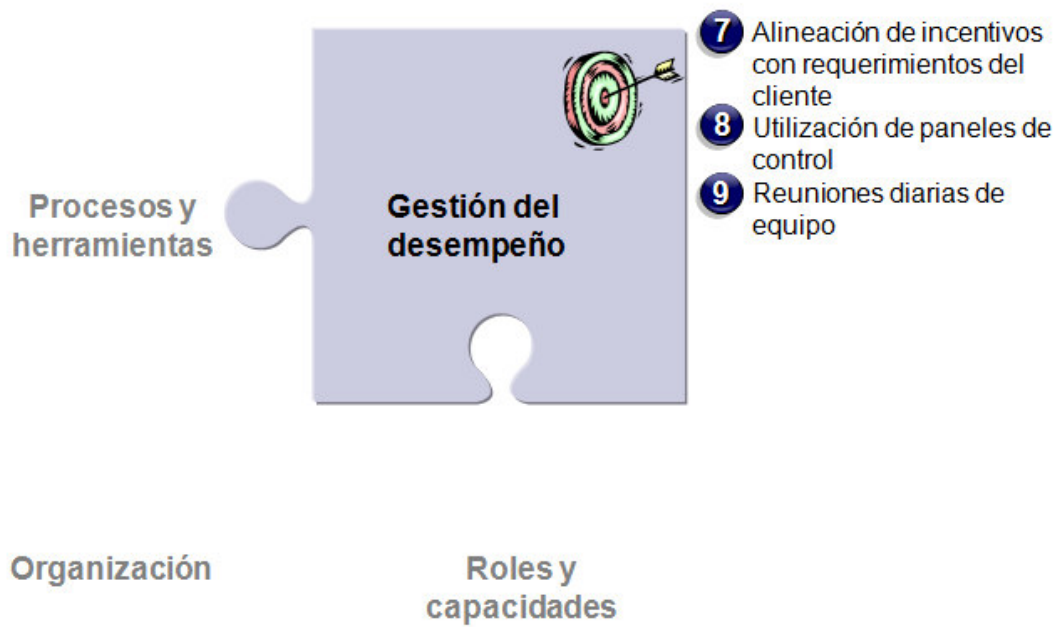 7 Alineación de incentivos
con requerimientos del
cliente
8 Utilización de paneles de
control
9 Reuniones diarias de
equipo
Procesos y
herramientas
Gestión del
desempeño
Organización
Roles y
capacidades